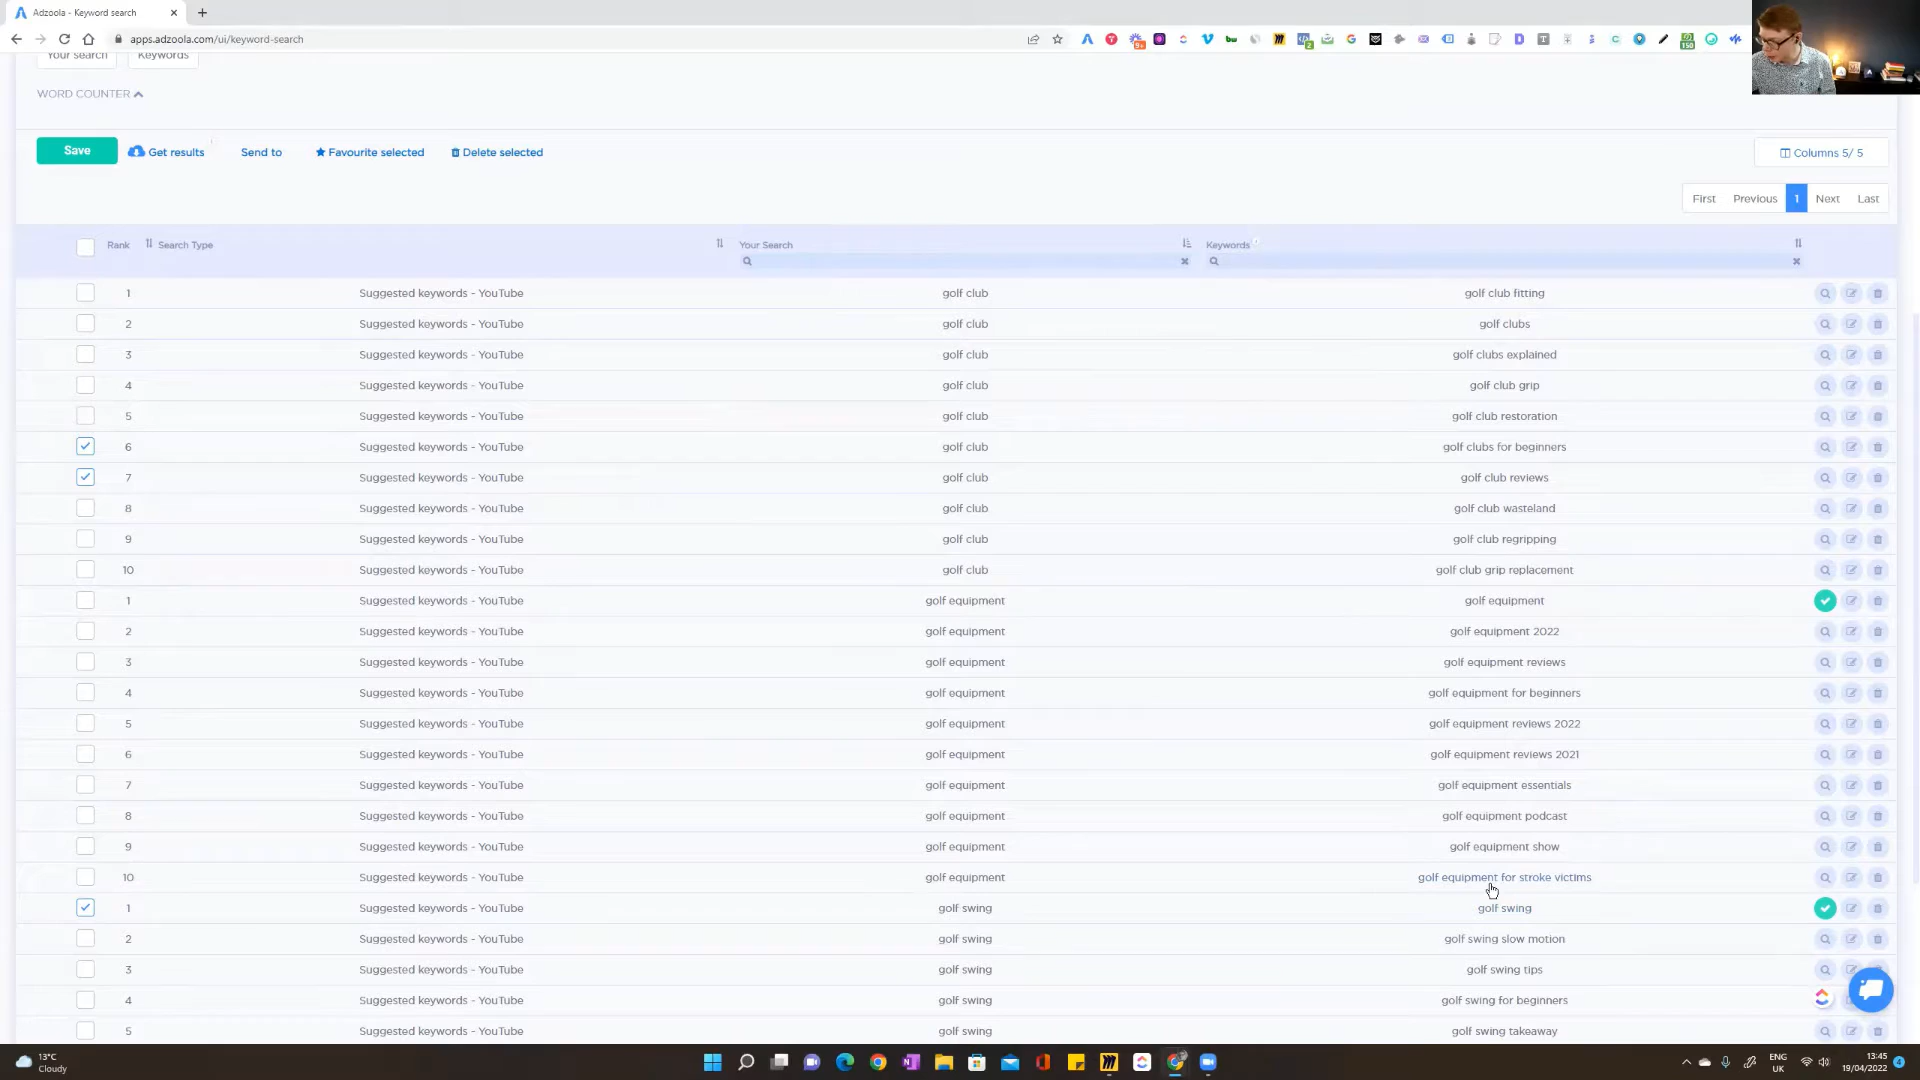 Adzoola - Keyword search
apps.adzoola.com/ui/keyword-search
9+
2
150
Your search Keywords
WORD COUNTER
Save Get results Send to Favourite selected Delete selected Columns 5/ 5
First Previous 1 Next Last
Rank Search Type Your Search Keywords
1 Suggested keywords - YouTube golf club golf club fitting
2 Suggested keywords - YouTube golf club golf clubs
3 Suggested keywords - YouTube golf club golf clubs explained
4 Suggested keywords - YouTube golf club golf club grip
5 Suggested keywords - YouTube golf club golf club restoration
6 Suggested keywords - YouTube golf club golf clubs for beginners
7 Suggested keywords - YouTube golf club golf club reviews
8 Suggested keywords - YouTube golf club golf club wasteland
9 Suggested keywords - YouTube golf club golf club regripping
10 Suggested keywords - YouTube golf club golf club grip replacement
1 Suggested keywords - YouTube golf equipment golf equipment
2 Suggested keywords - YouTube golf equipment golf equipment 2022
3 Suggested keywords - YouTube golf equipment golf equipment reviews
4 Suggested keywords - YouTube golf equipment golf equipment for beginners
5 Suggested keywords - YouTube golf equipment golf equipment reviews 2022
6 Suggested keywords - YouTube golf equipment golf equipment reviews 2021
7 Suggested keywords - YouTube golf equipment golf equipment essentials
8 Suggested keywords - YouTube golf equipment golf equipment podcast
9 Suggested keywords - YouTube golf equipment golf equipment show
10 Suggested keywords - YouTube golf equipment golf equipment for stroke victims
1 Suggested keywords - YouTube golf swing golf swing
2 Suggested keywords - YouTube golf swing golf swing slow motion
3 Suggested keywords - YouTube golf swing golf swing tips
4 Suggested keywords - YouTube golf swing golf swing for beginners
5 Suggested keywords - YouTube golf swing golf swing takeaway
13°C
Cloudy
ENG
UK
13:45
19/04/2022
4